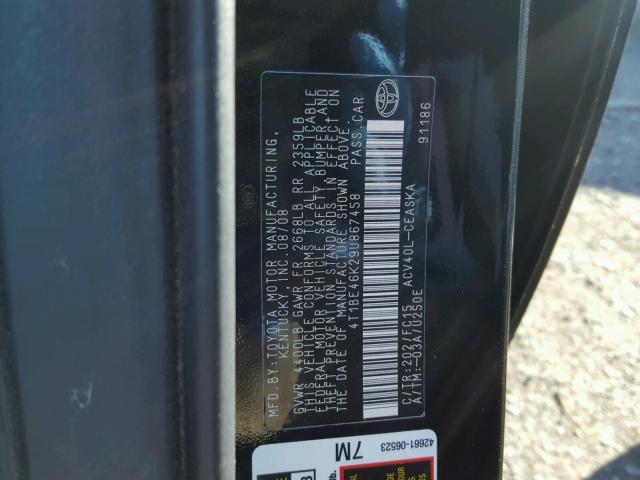 MFD.BY:TOYOTA MOTOR MANUFACTURING,
KENTUCKY,INC.08/08
GVWR 4400LB GAWR FR 2668LB RR 2359LB
THIS VEHICLE CONFORMS TO ALL APPLICABLE
FEDERAL MOTOR VEHICLE SAFETY, BUMPER,AND
THEFT PREVENTION STANDARDS IN EFFECT ON
THE DATE OF MANUFACTURE SHOWN ABOVE.
4T1BE46K29U867458 PASS.CAR
C/TR:202/FC15 ACV40L-CEASKA
A/TM:-03A/U250E
91186
42661-06523
7M
lb.